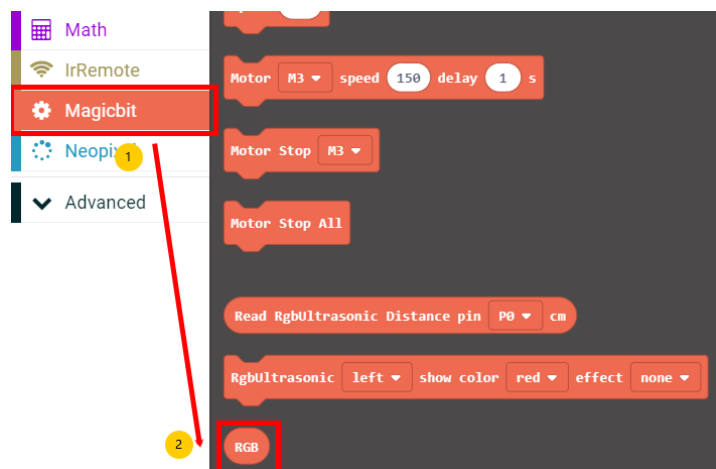 Math
IrRemote
Magicbit
1
Advanced
Motor M3 speed 150 delay 1 s
Motor Stop M3
Motor Stop All
Read RgbUltrasonic Distance pin P0 cm
RgbUltrasonic left show color red effect none
2
RGB